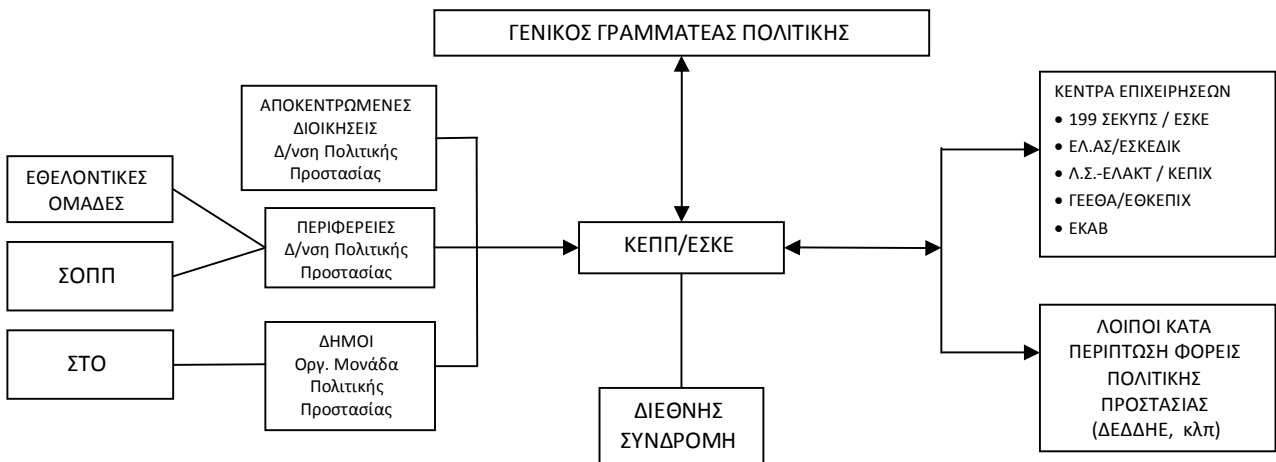 ΓΕΝΙΚΟΣ ΓΡΑΜΜΑΤΕΑΣ ΠΟΛΙΤΙΚΗΣ
ΑΠΟΚΕΝΤΡΩΜΕΝΕΣ
ΔΙΟΙΚΗΣΕΙΣ
Δ/νση Πολιτικής
Προστασίας
ΕΘΕΛΟΝΤΙΚΕΣ
ΟΜΑΔΕΣ
ΣΟΠΠ
ΣΤΟ
ΠΕΡΙΦΕΡΕΙΕΣ
Δ/νση Πολιτικής
Προστασίας
ΔΗΜΟΙ
Οργ. Μονάδα
Πολιτικής
Προστασίας
ΚΕΠΠ/ΕΣΚΕ
ΔΙΕΘΝΗΣ
ΣΥΝΔΡΟΜΗ
ΚΕΝΤΡΑ ΕΠΙΧΕΙΡΗΣΕΩΝ
• 199 ΣΕΚΥΠΣ / ΕΣΚΕ
• ΕΛ.ΑΣ/ΕΣΚΕΔΙΚ
• Λ.Σ.-ΕΛΑΚΤ / ΚΕΠΙΧ
• ΓΕΕΘΑ/ΕΘΚΕΠΙΧ
• ΕΚΑΒ
ΛΟΙΠΟΙ ΚΑΤΑ
ΠΕΡΙΠΤΩΣΗ ΦΟΡΕΙΣ
ΠΟΛΙΤΙΚΗΣ
ΠΡΟΣΤΑΣΙΑΣ
(ΔΕΔΔΗΕ, κλπ)